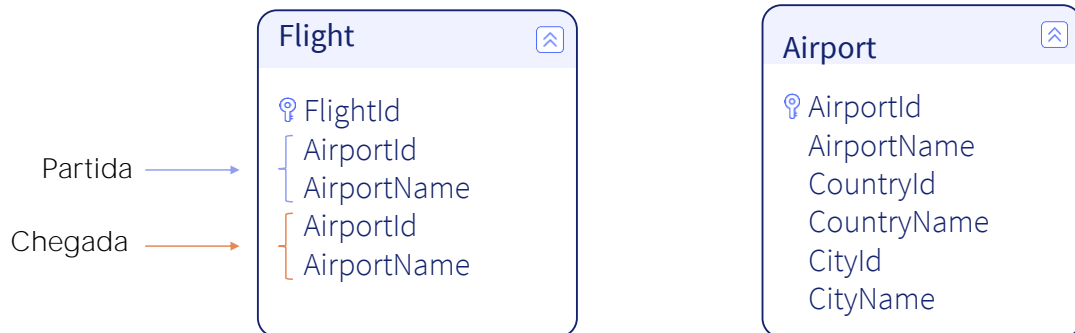 Flight
FlightId
AirportId
AirportName
AirportId
AirportName
Partida
Chegada
Airport
AirportId
AirportName
CountryId
CountryName
CityId
CityName